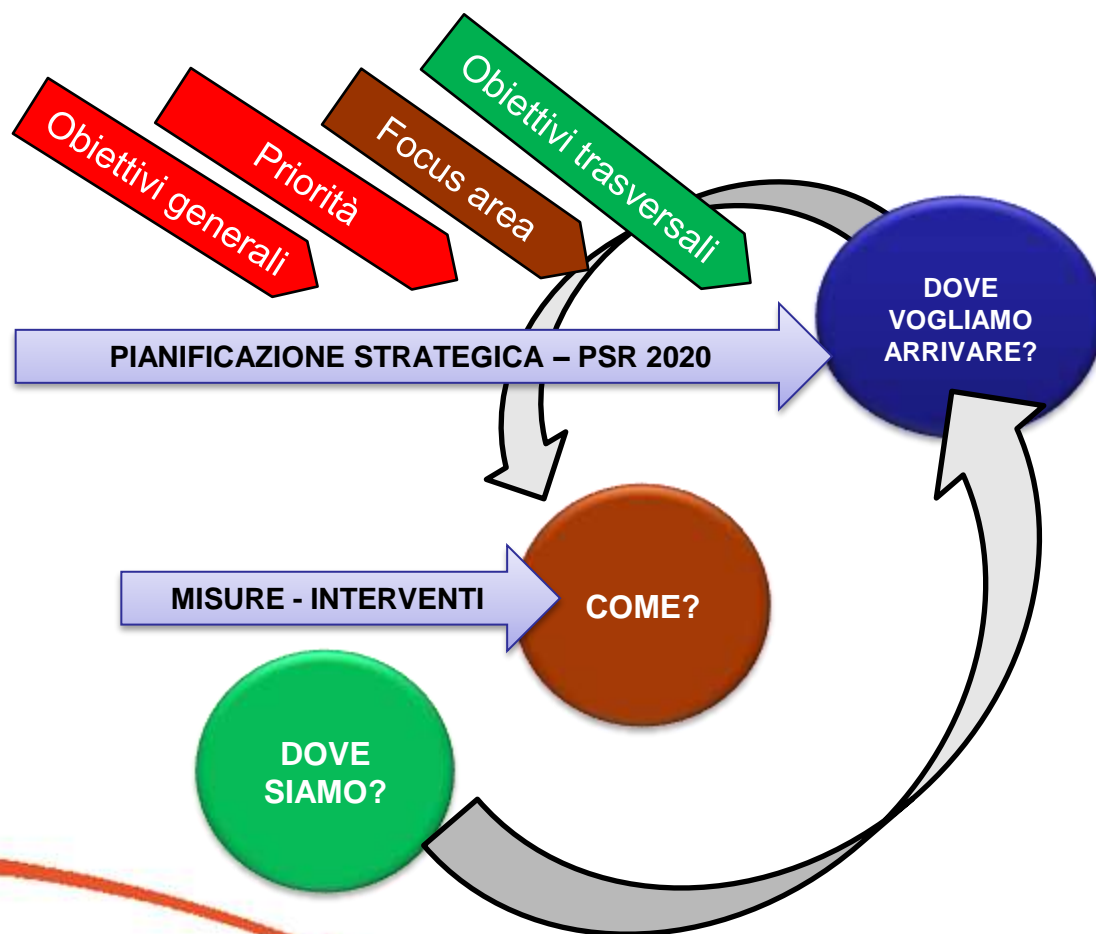 Obiettivi generali
Priorità
Focus area
Obiettivi trasversali
DOVE
VOGLIAMO
ARRIVARE?
PIANIFICAZIONE STRATEGICA – PSR 2020
MISURE - INTERVENTI
COME?
DOVE
SIAMO?